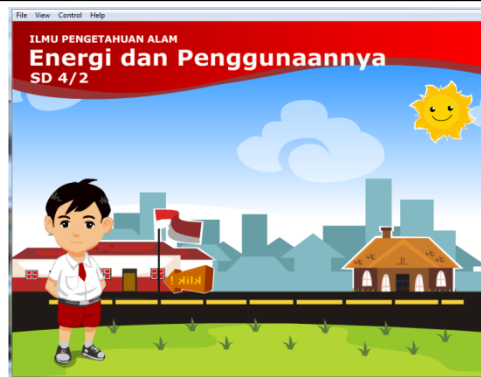 File View Control Help
ILMU PENGETAHUAN ALAM
Energi dan Penggunaannya
SD 4/2
klik !